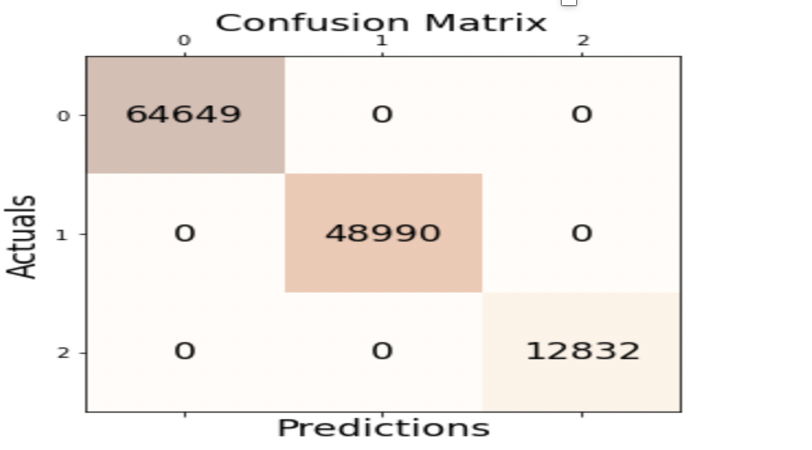 Confusion Matrix
0 1 2
0 64649 0 0
Actuals
1 0 48990 0
2 0 0 12832
Predictions